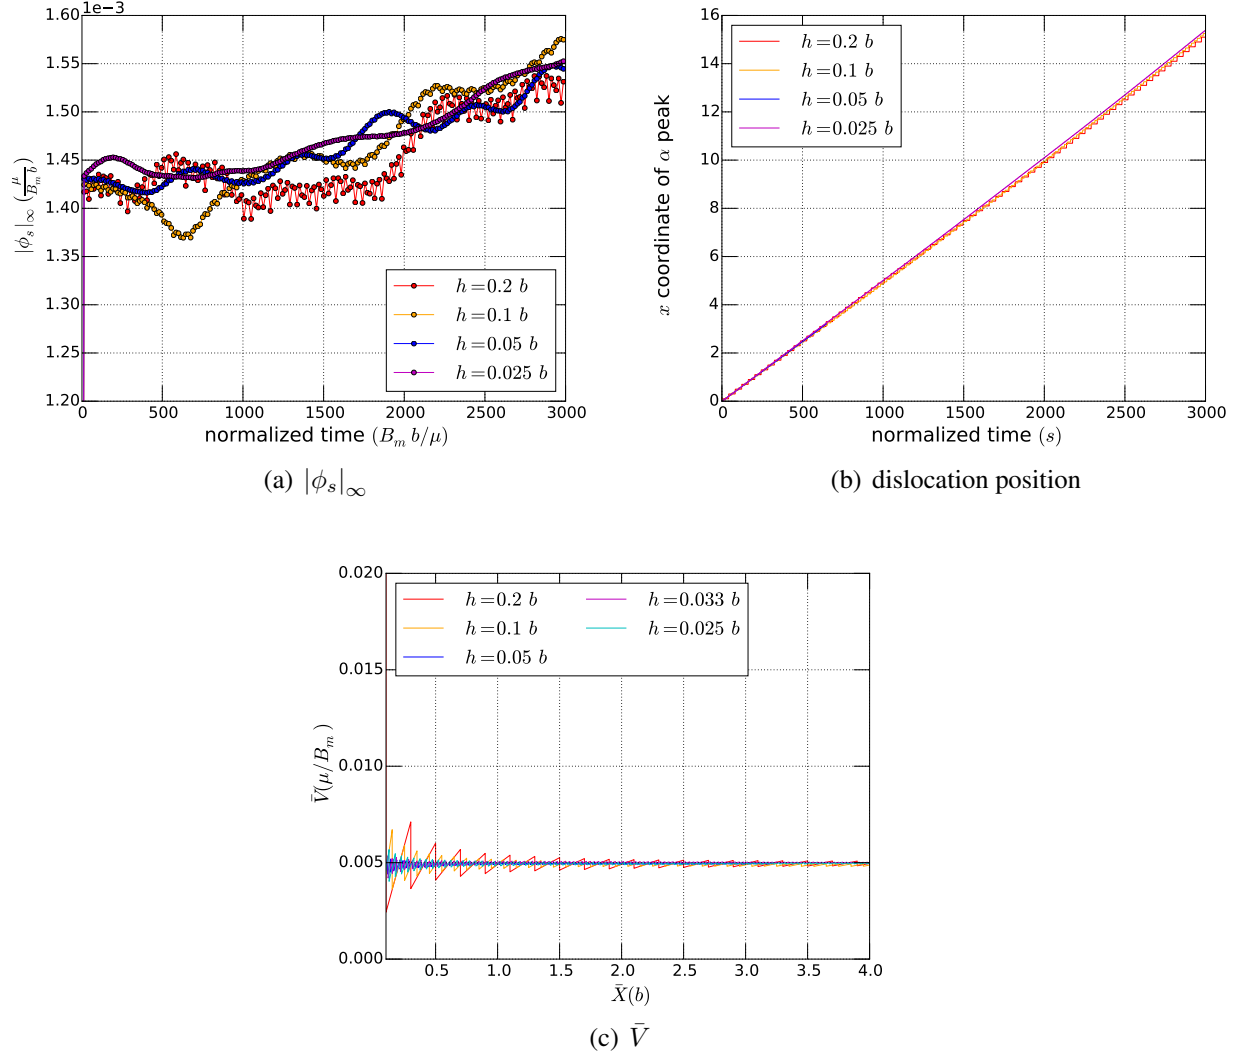 1e-3
1.60
1.55
1.50
1.45
1.40
1.35
1.30
1.25
1.20
|ϕ_s|_∞ (μ/(B_m b))
h=0.2 b
h=0.1 b
h=0.05 b
h=0.025 b
0 500 1000 1500 2000 2500 3000
normalized time (B_m b/μ)
(a) |ϕ_s|_∞
16
14
12
10
8
6
4
2
0
x coordinate of α peak
h=0.2 b
h=0.1 b
h=0.05 b
h=0.025 b
0 500 1000 1500 2000 2500 3000
normalized time (s)
(b) dislocation position
0.020
0.015
0.010
0.005
0.000
V̄(μ/B_m)
h=0.2 b
h=0.1 b
h=0.05 b
h=0.033 b
h=0.025 b
0.5 1.0 1.5 2.0 2.5 3.0 3.5 4.0
X̄(b)
(c) V̄